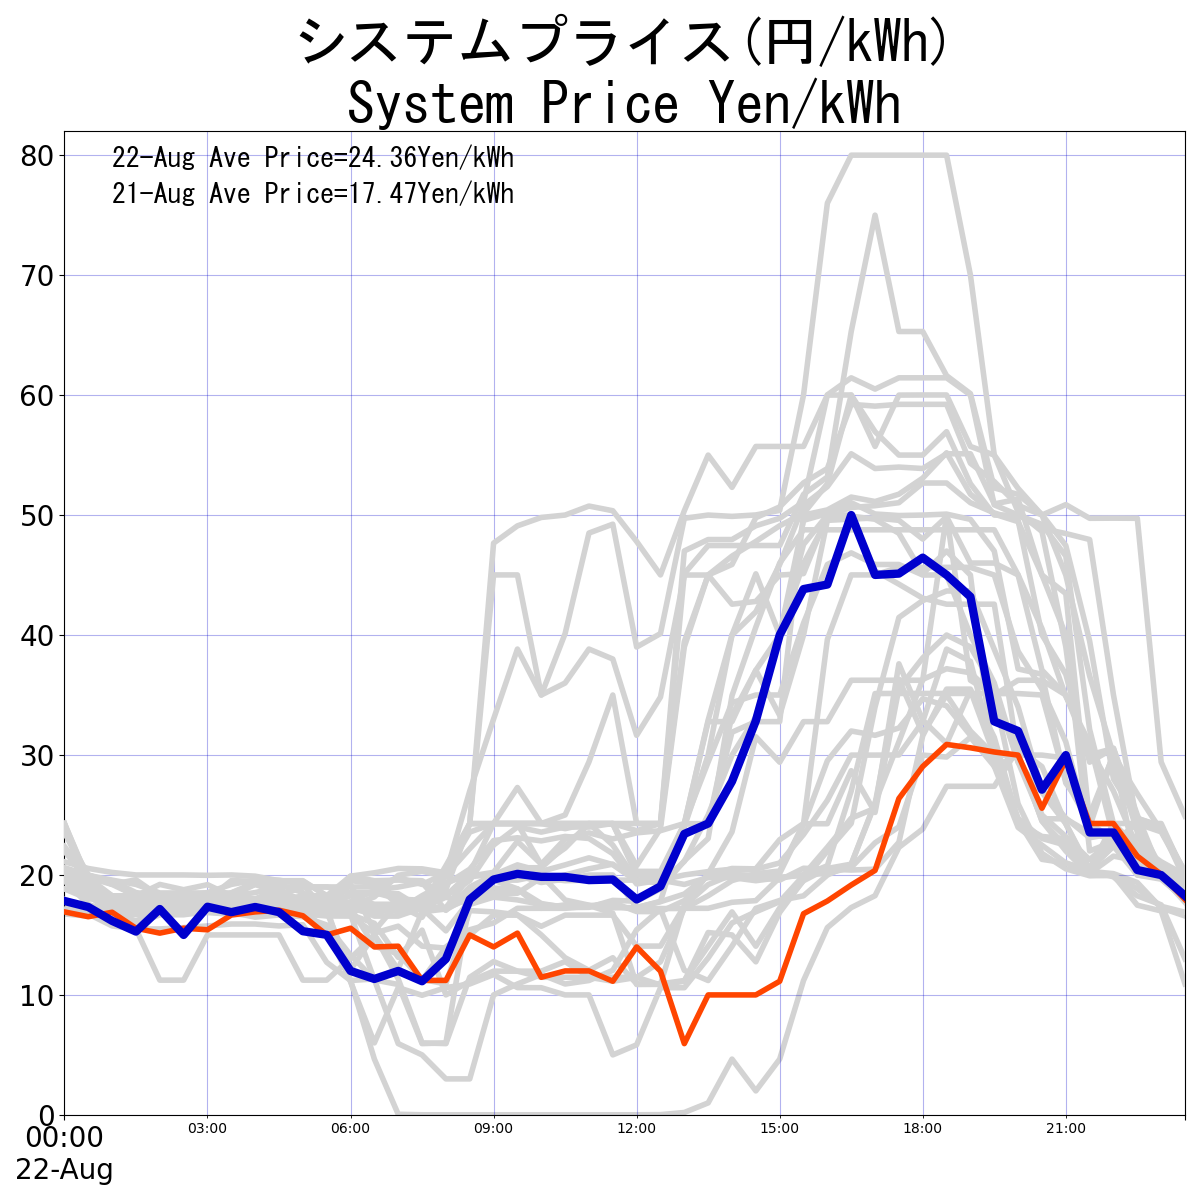 システムプライス(円/kWh)
System Price Yen/kWh
22-Aug Ave Price=24.36Yen/kWh
21-Aug Ave Price=17.47Yen/kWh
80
70
60
50
40
30
20
10
0
00:00 03:00 06:00 09:00 12:00 15:00 18:00 21:00
22-Aug